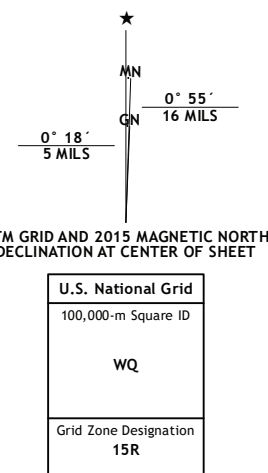 ★
MN
0° 55´
GN
16 MILS
0° 18´
5 MILS
TM GRID AND 2015 MAGNETIC NORTH
DECLINATION AT CENTER OF SHEET
U.S. National Grid
100,000-m Square ID
WQ
Grid Zone Designation
15R